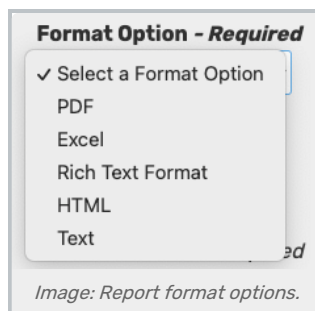 Format Option - Required
✓ Select a Format Option
PDF
Excel
Rich Text Format
HTML
Text
Image: Report format options.